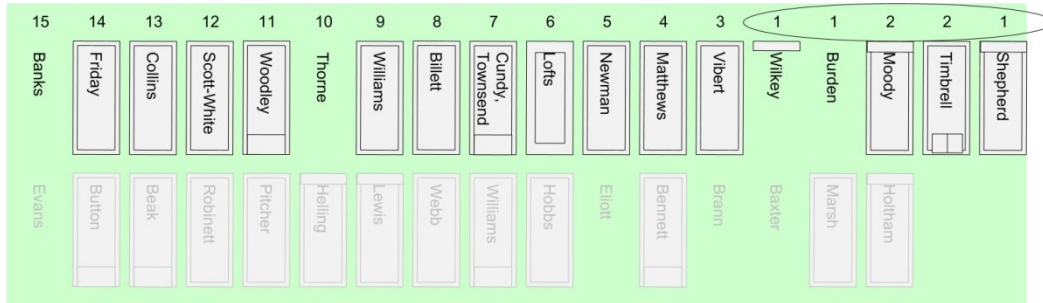 15 14 13 12 11 10 9 8 7 6 5 4 3 1 1 2 2 1
Banks Friday Collins Scott-White Woodley Thorne Williams Billett Cundy, Townsend Lofts Newman Matthews Vibert Wilkey Burden Moody Timbrell Shepherd
Evans Button Beak Robinett Pitcher Helling Lewis Webb Williams Hobbs Eliott Bennett Brann Baxter Marsh Holtham